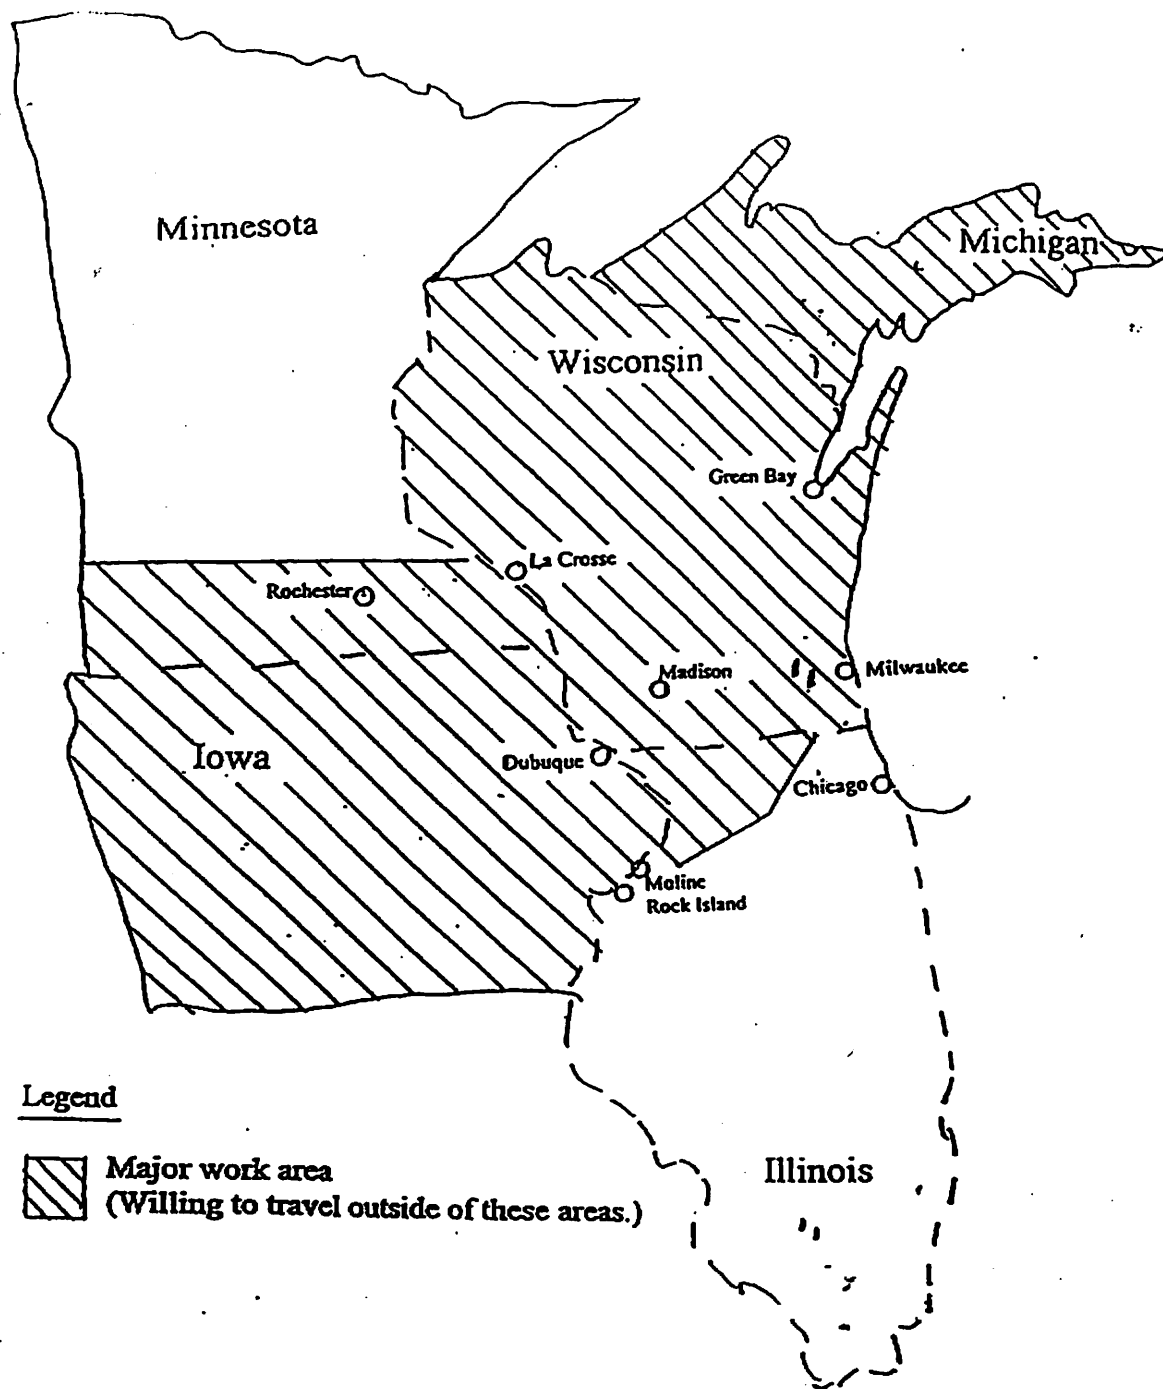 Minnesota
Michigan
Wisconsin
Green Bay
La Crosse
Rochester
Madison
Milwaukee
Iowa
Dubuque
Chicago
Moline
Rock Island
Legend
Major work area
(Willing to travel outside of these areas.)
Illinois